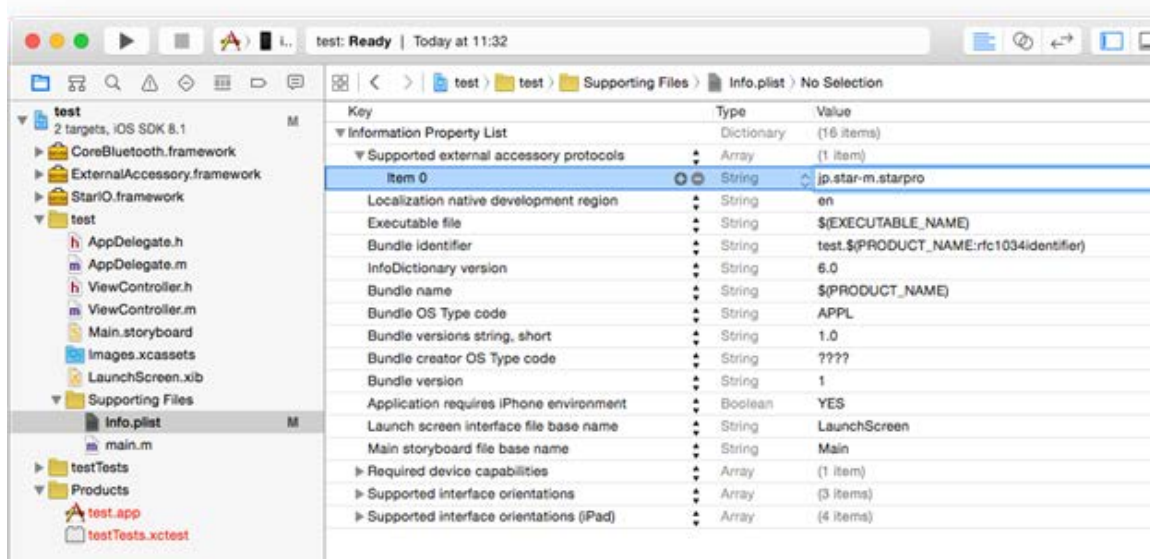 i..
test: Ready | Today at 11:32
test
2 targets, iOS SDK 8.1
M
CoreBluetooth.framework
ExternalAccessory.framework
StarIO.framework
test
h AppDelegate.h
m AppDelegate.m
h ViewController.h
m ViewController.m
Main.storyboard
Images.xcassets
LaunchScreen.xib
Supporting Files
Info.plist M
m main.m
testTests
Products
test.app
testTests.xctest
test test Supporting Files Info.plist No Selection
Key Type Value
Information Property List Dictionary (16 items)
Supported external accessory protocols Array (1 item)
Item 0 String jp.star-m.starpro
Localization native development region String en
Executable file String $(EXECUTABLE_NAME)
Bundle identifier String test.$(PRODUCT_NAME:rfc1034identifier)
InfoDictionary version String 6.0
Bundle name String $(PRODUCT_NAME)
Bundle OS Type code String APPL
Bundle versions string, short String 1.0
Bundle creator OS Type code String ????
Bundle version String 1
Application requires iPhone environment Boolean YES
Launch screen interface file base name String LaunchScreen
Main storyboard file base name String Main
Required device capabilities Array (1 item)
Supported interface orientations Array (3 items)
Supported interface orientations (iPad) Array (4 items)